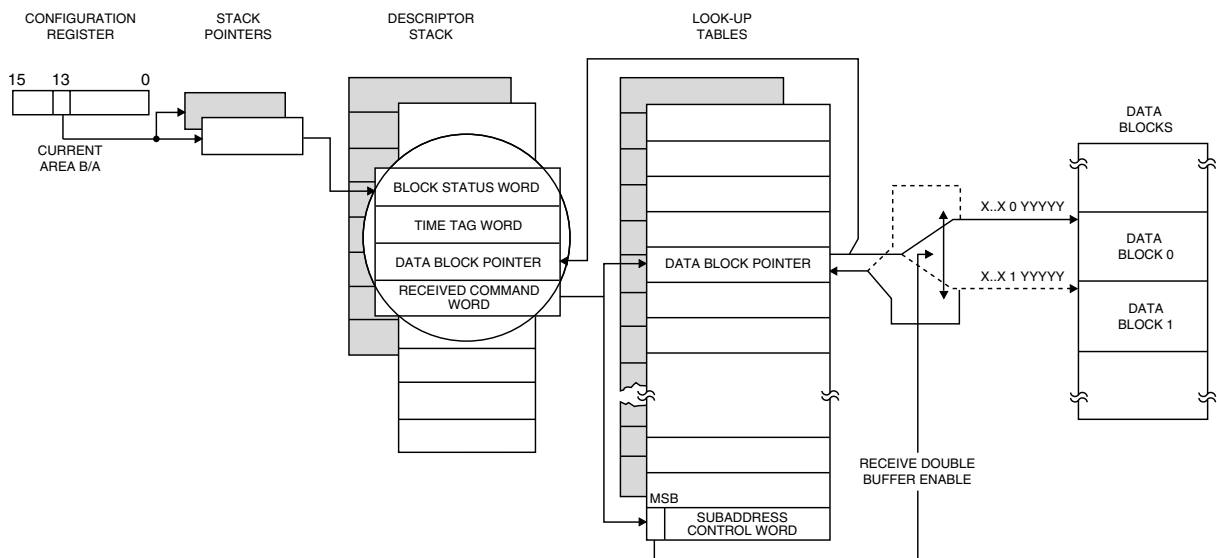 CONFIGURATION
REGISTER
STACK
POINTERS
DESCRIPTOR
STACK
LOOK-UP
TABLES
15 13 0
CURRENT
AREA B/A
DATA
BLOCKS
BLOCK STATUS WORD
TIME TAG WORD
DATA BLOCK POINTER
RECEIVED COMMAND
WORD
DATA BLOCK POINTER
X..X 0 YYYYY
DATA
BLOCK 0
X..X 1 YYYYY
DATA
BLOCK 1
RECEIVE DOUBLE
BUFFER ENABLE
MSB
SUBADDRESS
CONTROL WORD